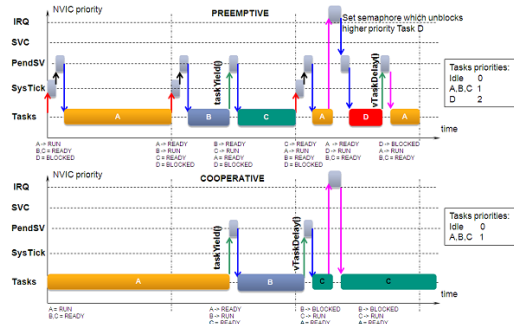 NVIC priority
PREEMPTIVE
IRQ
SVC
PendSV
SysTick
Tasks
Set semaphore which unblocks
higher priority Task D
taskYield()
vTaskDelay()
A
B
C
A
D
A
time
Tasks priorities:
Idle 0
A,B,C 1
D 2
A -> RUN
B,C = READY
D = BLOCKED
A -> READY
B -> RUN
C = READY
D = BLOCKED
B -> READY
C -> RUN
A = READY
D = BLOCKED
C -> READY
A -> RUN
B = READY
D = BLOCKED
A -> READY
D -> RUN
B,C = READY
D -> BLOCKED
A -> RUN
B,C = READY
NVIC priority
COOPERATIVE
IRQ
SVC
PendSV
SysTick
Tasks
taskYield()
vTaskDelay()
A
B
C
C
time
Tasks priorities:
Idle 0
A,B,C 1
A = RUN
B,C = READY
A -> READY
B -> RUN
C = READY
B -> BLOCKED
C -> RUN
A = READY
B -> BLOCKED
C -> RUN
A = READY